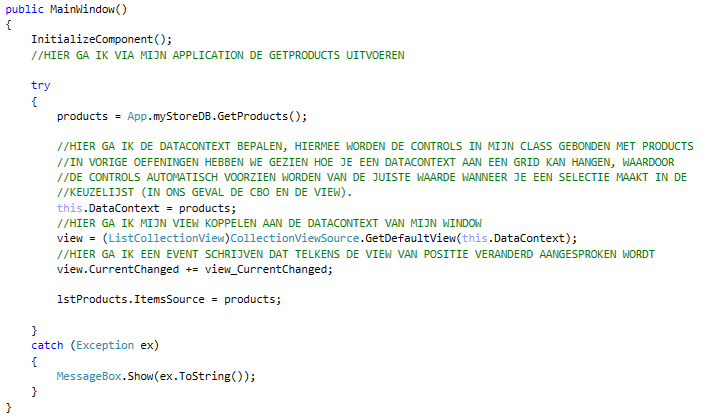 public MainWindow()
{
InitializeComponent();
//HIER GA IK VIA MIJN APPLICATION DE GETPRODUCTS UITVOEREN
try
{
products = App.myStoreDB.GetProducts();
//HIER GA IK DE DATACONTEXT BEPALEN, HIERMEE WORDEN DE CONTROLS IN MIJN CLASS GEBONDEN MET PRODUCTS
//IN VORIGE OEFENINGEN HEBBEN WE GEZIEN HOE JE EEN DATACONTEXT AAN EEN GRID KAN HANGEN, WAARDOOR
//DE CONTROLS AUTOMATISCH VOORZIEN WORDEN VAN DE JUISTE WAARDE WANNEER JE EEN SELECTIE MAAKT IN DE
//KEUZELIJST (IN ONS GEVAL DE CBO EN DE VIEW).
this.DataContext = products;
//HIER GA IK MIJN VIEW KOPPELEN AAN DE DATACONTEXT VAN MIJN WINDOW
view = (ListCollectionView)CollectionViewSource.GetDefaultView(this.DataContext);
//HIER GA IK EEN EVENT SCHRIJVEN DAT TELKENS DE VIEW VAN POSITIE VERANDERD AANGESPROKEN WORDT
view.CurrentChanged += view_CurrentChanged;
lstProducts.ItemsSource = products;
}
catch (Exception ex)
{
MessageBox.Show(ex.ToString());
}
}